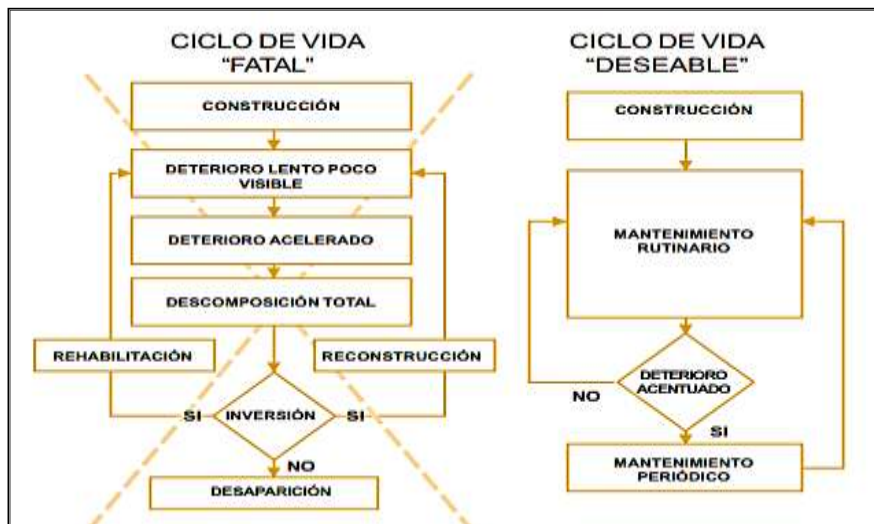 CICLO DE VIDA
"FATAL"
CONSTRUCCIÓN
DETERIORO LENTO POCO
VISIBLE
DETERIORO ACELERADO
DESCOMPOSICIÓN TOTAL
REHABILITACIÓN
RECONSTRUCCIÓN
SI
INVERSIÓN
SI
NO
DESAPARICIÓN
CICLO DE VIDA
"DESEABLE"
CONSTRUCCIÓN
MANTENIMIENTO
RUTINARIO
DETERIORO
ACENTUADO
NO
SI
MANTENIMIENTO
PERIÓDICO